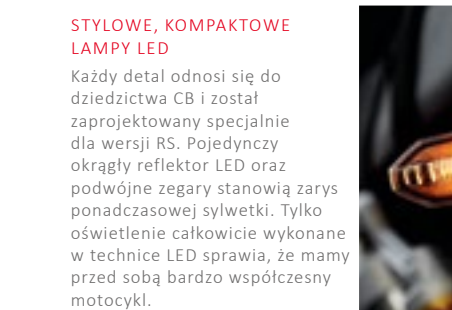 STYLOWE, KOMPAKTOWE
LAMPY LED
Każdy detal odnosi się do
dziedzictwa CB i został
zaprojektowany specjalnie
dla wersji RS. Pojedynczy
okrągły reflektor LED oraz
podwójne zegary stanowią zarys
ponadczasowej sylwetki. Tylko
oświetlenie całkowicie wykonane
w technice LED sprawia, że mamy
przed sobą bardzo współczesny
motocykl.